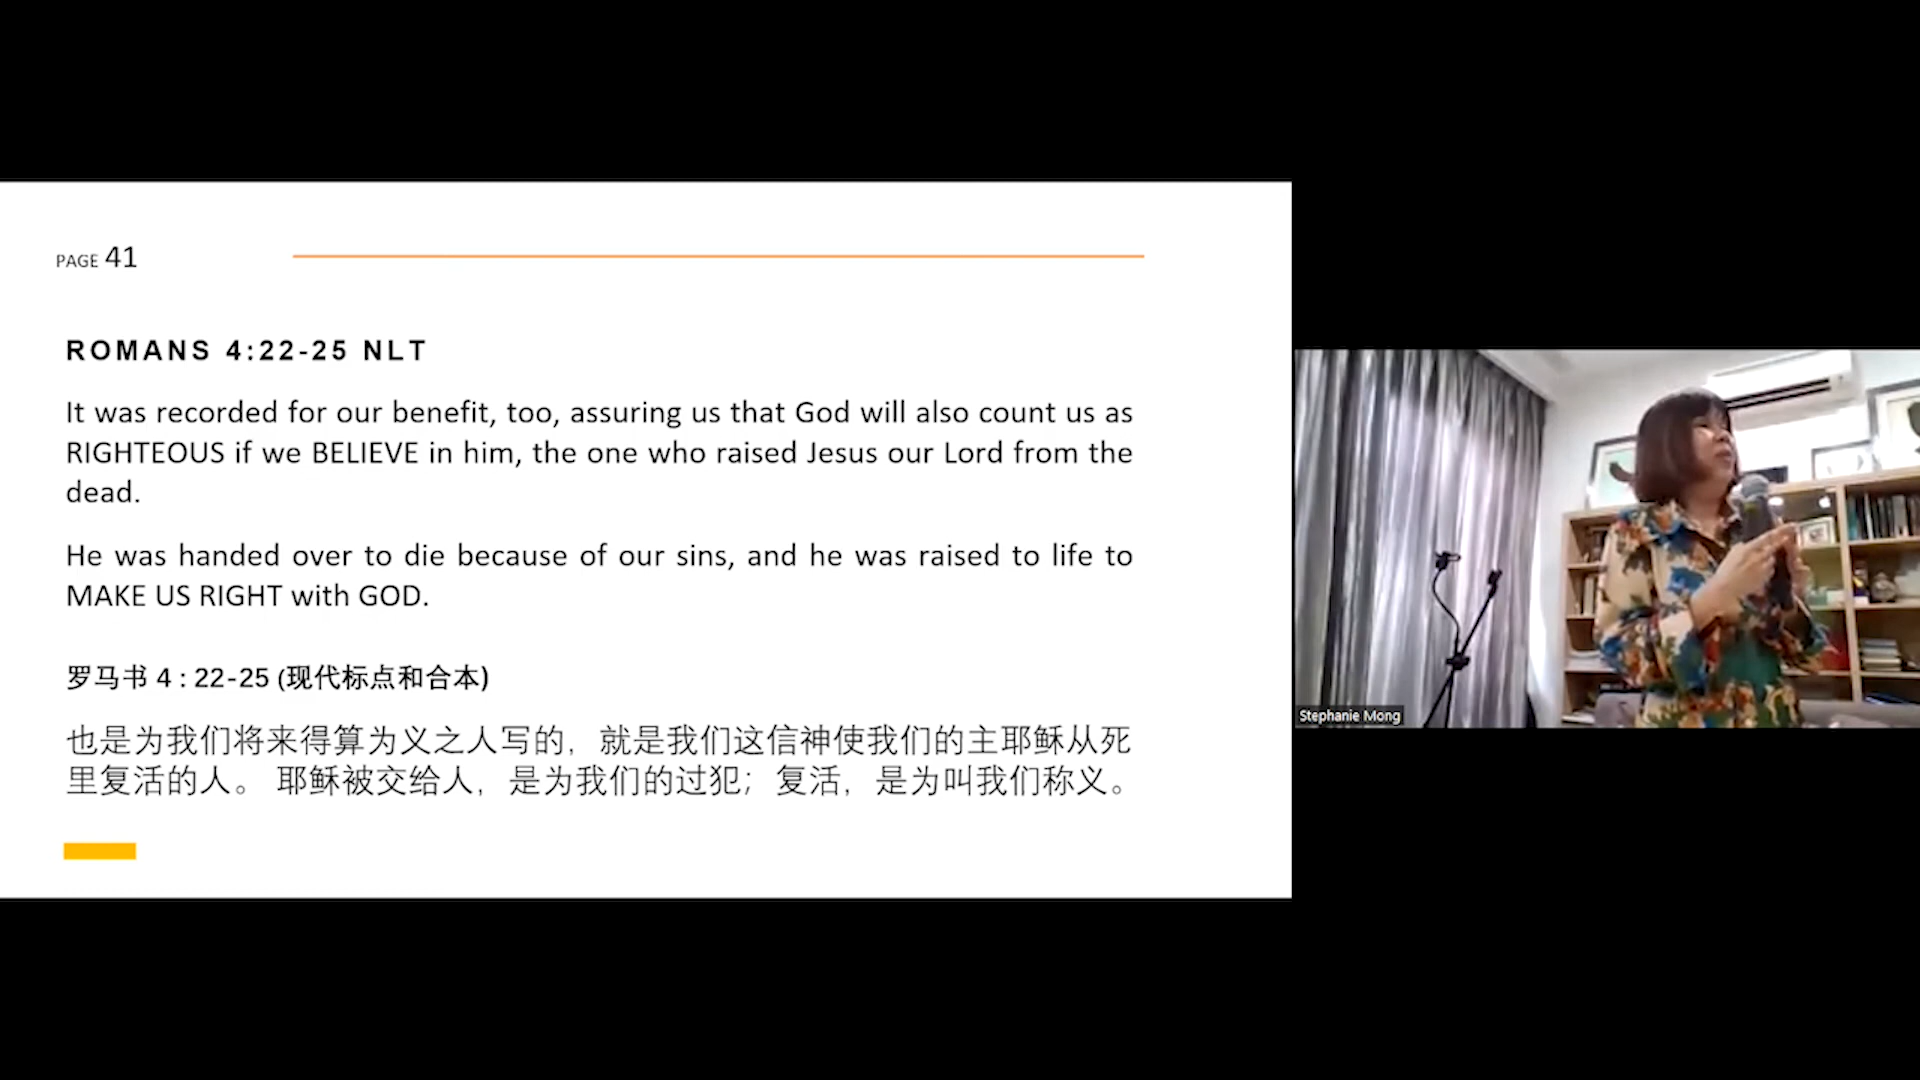 PAGE 41
ROMANS 4:22-25 NLT
It was recorded for our benefit, too, assuring us that God will also count us as
RIGHTEOUS if we BELIEVE in him, the one who raised Jesus our Lord from the
dead.
He was handed over to die because of our sins, and he was raised to life to
MAKE US RIGHT with GOD.
罗马书 4 : 22-25 (现代标点和合本)
也是为我们将来得算为义之人写的，就是我们这信神使我们的主耶稣从死
里复活的人。 耶稣被交给人，是为我们的过犯；复活，是为叫我们称义。
Stephanie Mong